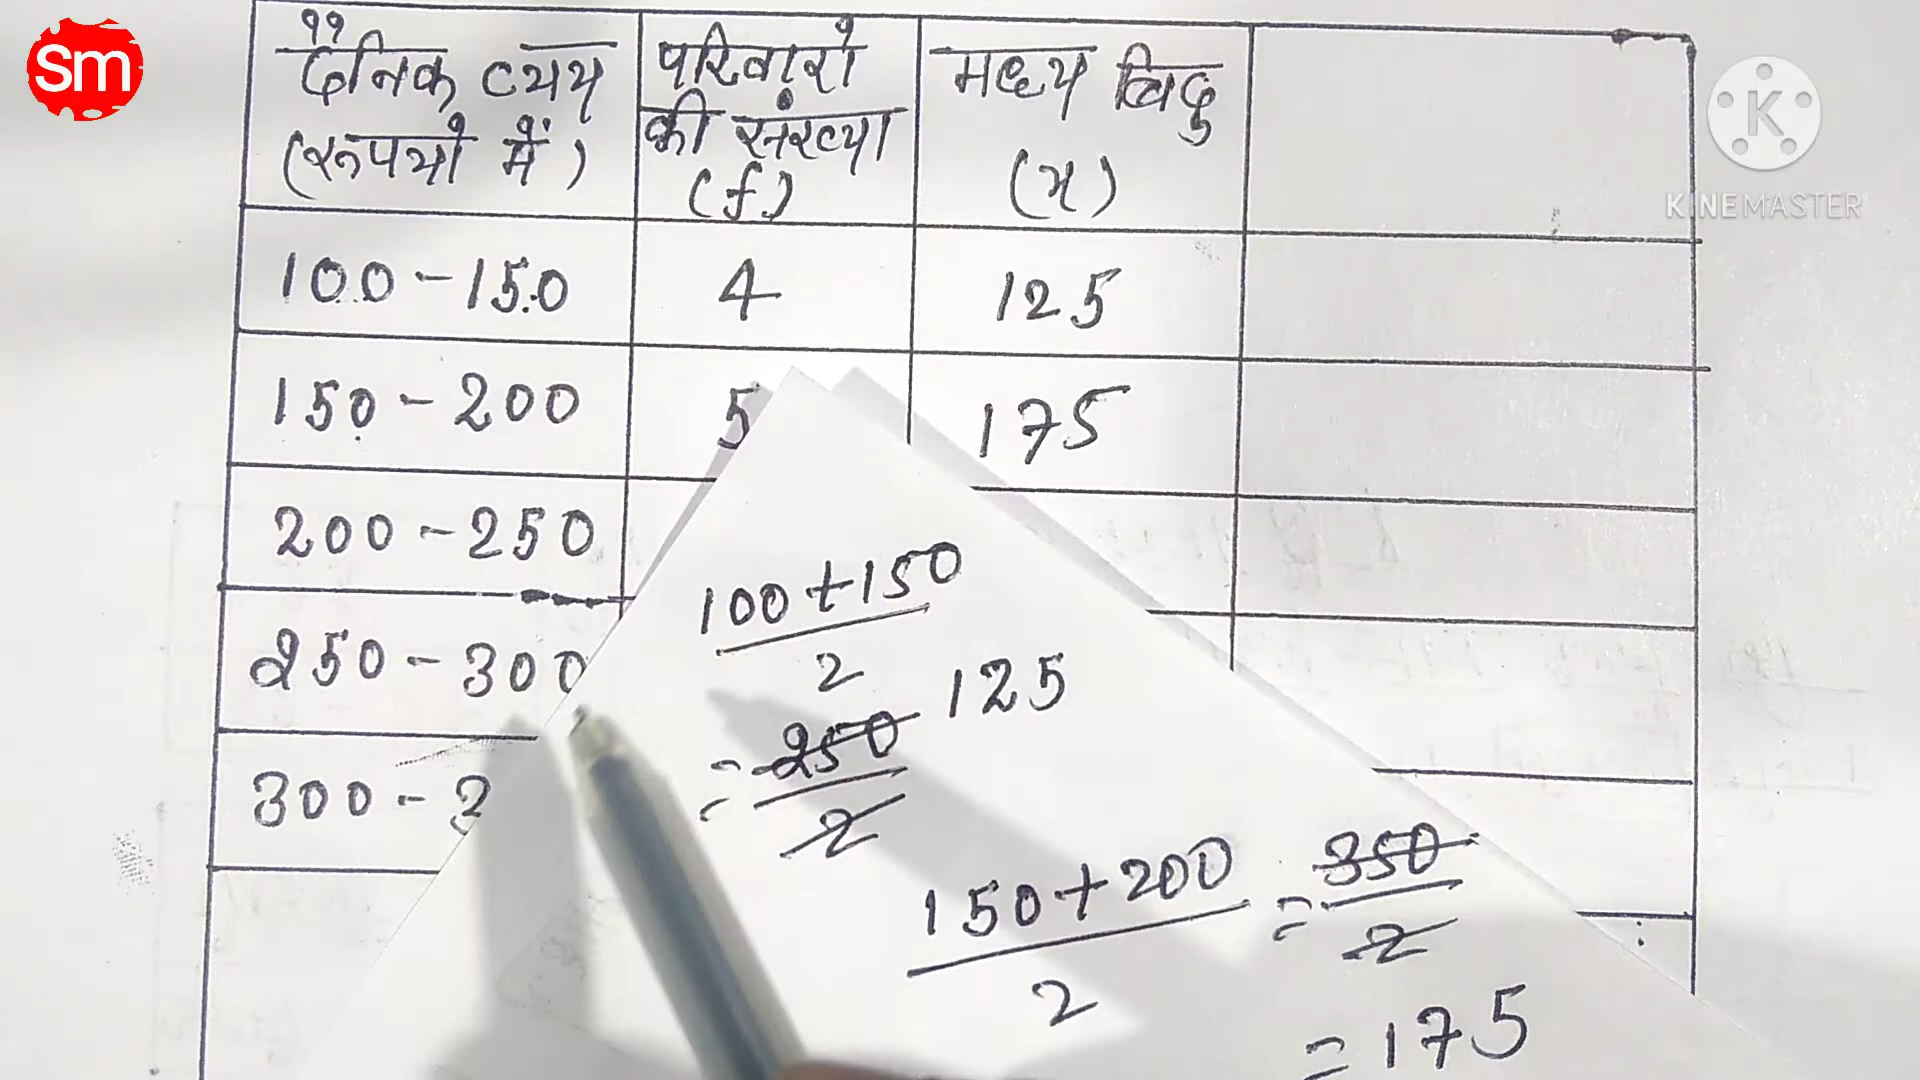 Sm
दैनिक व्यय
(रूपयो में)
परिवारो
की संख्या
(f)
मध्य बिंदु
(x)
K
KINEMASTER
100-150 4 125
150-200 5 175
200-250
250-300
300-3
100+150
2
= 250
2
125
150+200
2
= 350
2
= 175